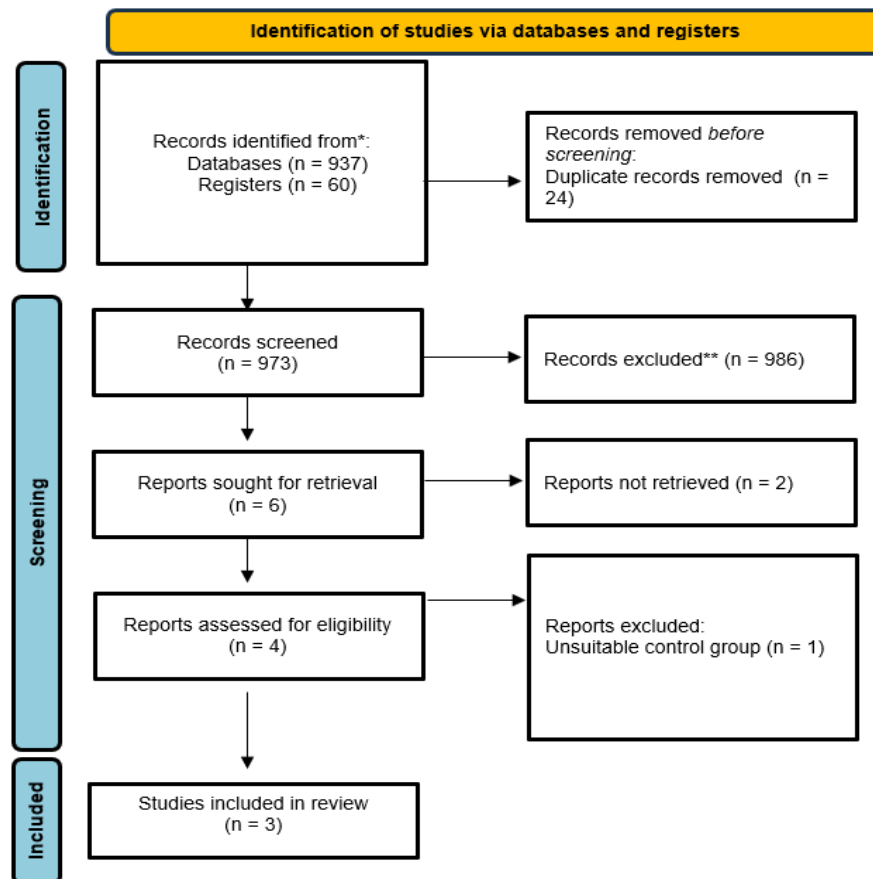 Identification of studies via databases and registers
Identification
Records identified from*:
Databases (n = 937)
Registers (n = 60)
Records removed before
screening:
Duplicate records removed (n =
24)
Screening
Records screened
(n = 973)
Records excluded** (n = 986)
Reports sought for retrieval
(n = 6)
Reports not retrieved (n = 2)
Reports assessed for eligibility
(n = 4)
Reports excluded:
Unsuitable control group (n = 1)
Included
Studies included in review
(n = 3)